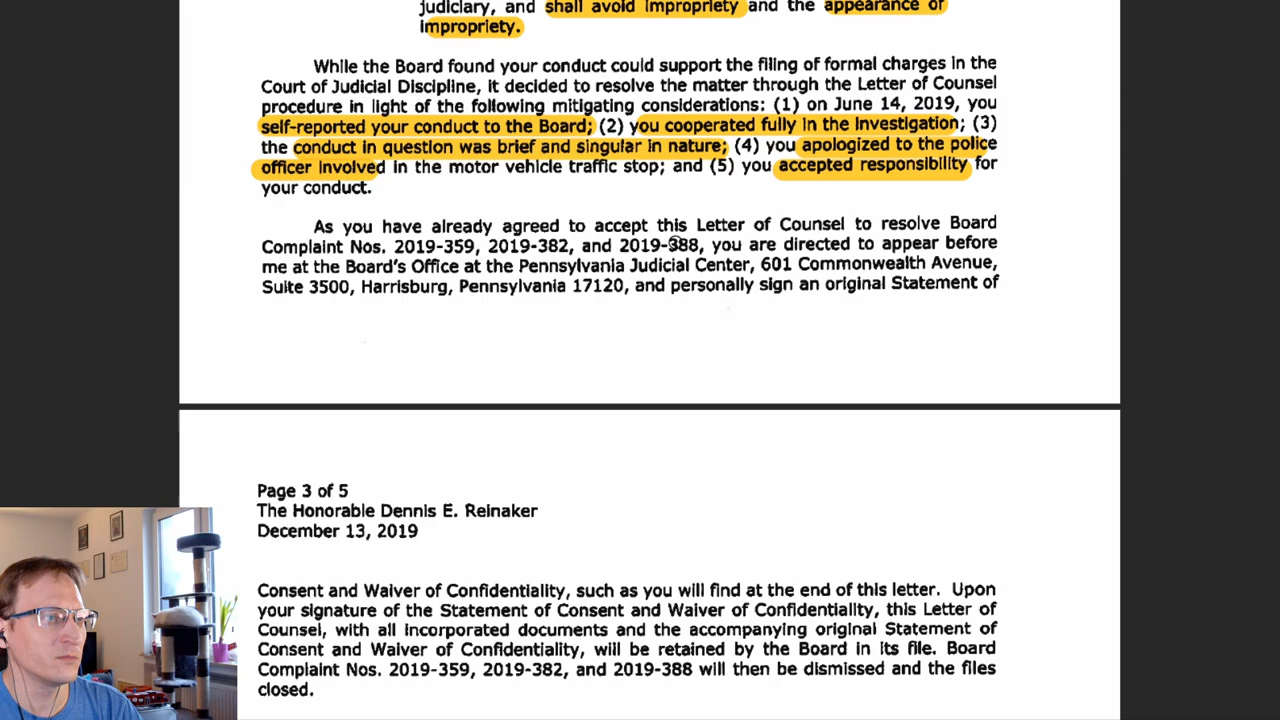 judiciary, and shall avoid impropriety and the appearance of
impropriety.
While the Board found your conduct could support the filing of formal charges in the
Court of Judicial Discipline, it decided to resolve the matter through the Letter of Counsel
procedure in light of the following mitigating considerations: (1) on June 14, 2019, you
self-reported your conduct to the Board; (2) you cooperated fully in the investigation; (3)
the conduct in question was brief and singular in nature; (4) you apologized to the police
officer involved in the motor vehicle traffic stop; and (5) you accepted responsibility for
your conduct.
As you have already agreed to accept this Letter of Counsel to resolve Board
Complaint Nos. 2019-359, 2019-382, and 2019-388, you are directed to appear before
me at the Board's Office at the Pennsylvania Judicial Center, 601 Commonwealth Avenue,
Suite 3500, Harrisburg, Pennsylvania 17120, and personally sign an original Statement of
Page 3 of 5
The Honorable Dennis E. Reinaker
December 13, 2019
Consent and Waiver of Confidentiality, such as you will find at the end of this letter. Upon
your signature of the Statement of Consent and Waiver of Confidentiality, this Letter of
Counsel, with all incorporated documents and the accompanying original Statement of
Consent and Waiver of Confidentiality, will be retained by the Board in its file. Board
Complaint Nos. 2019-359, 2019-382, and 2019-388 will then be dismissed and the files
closed.